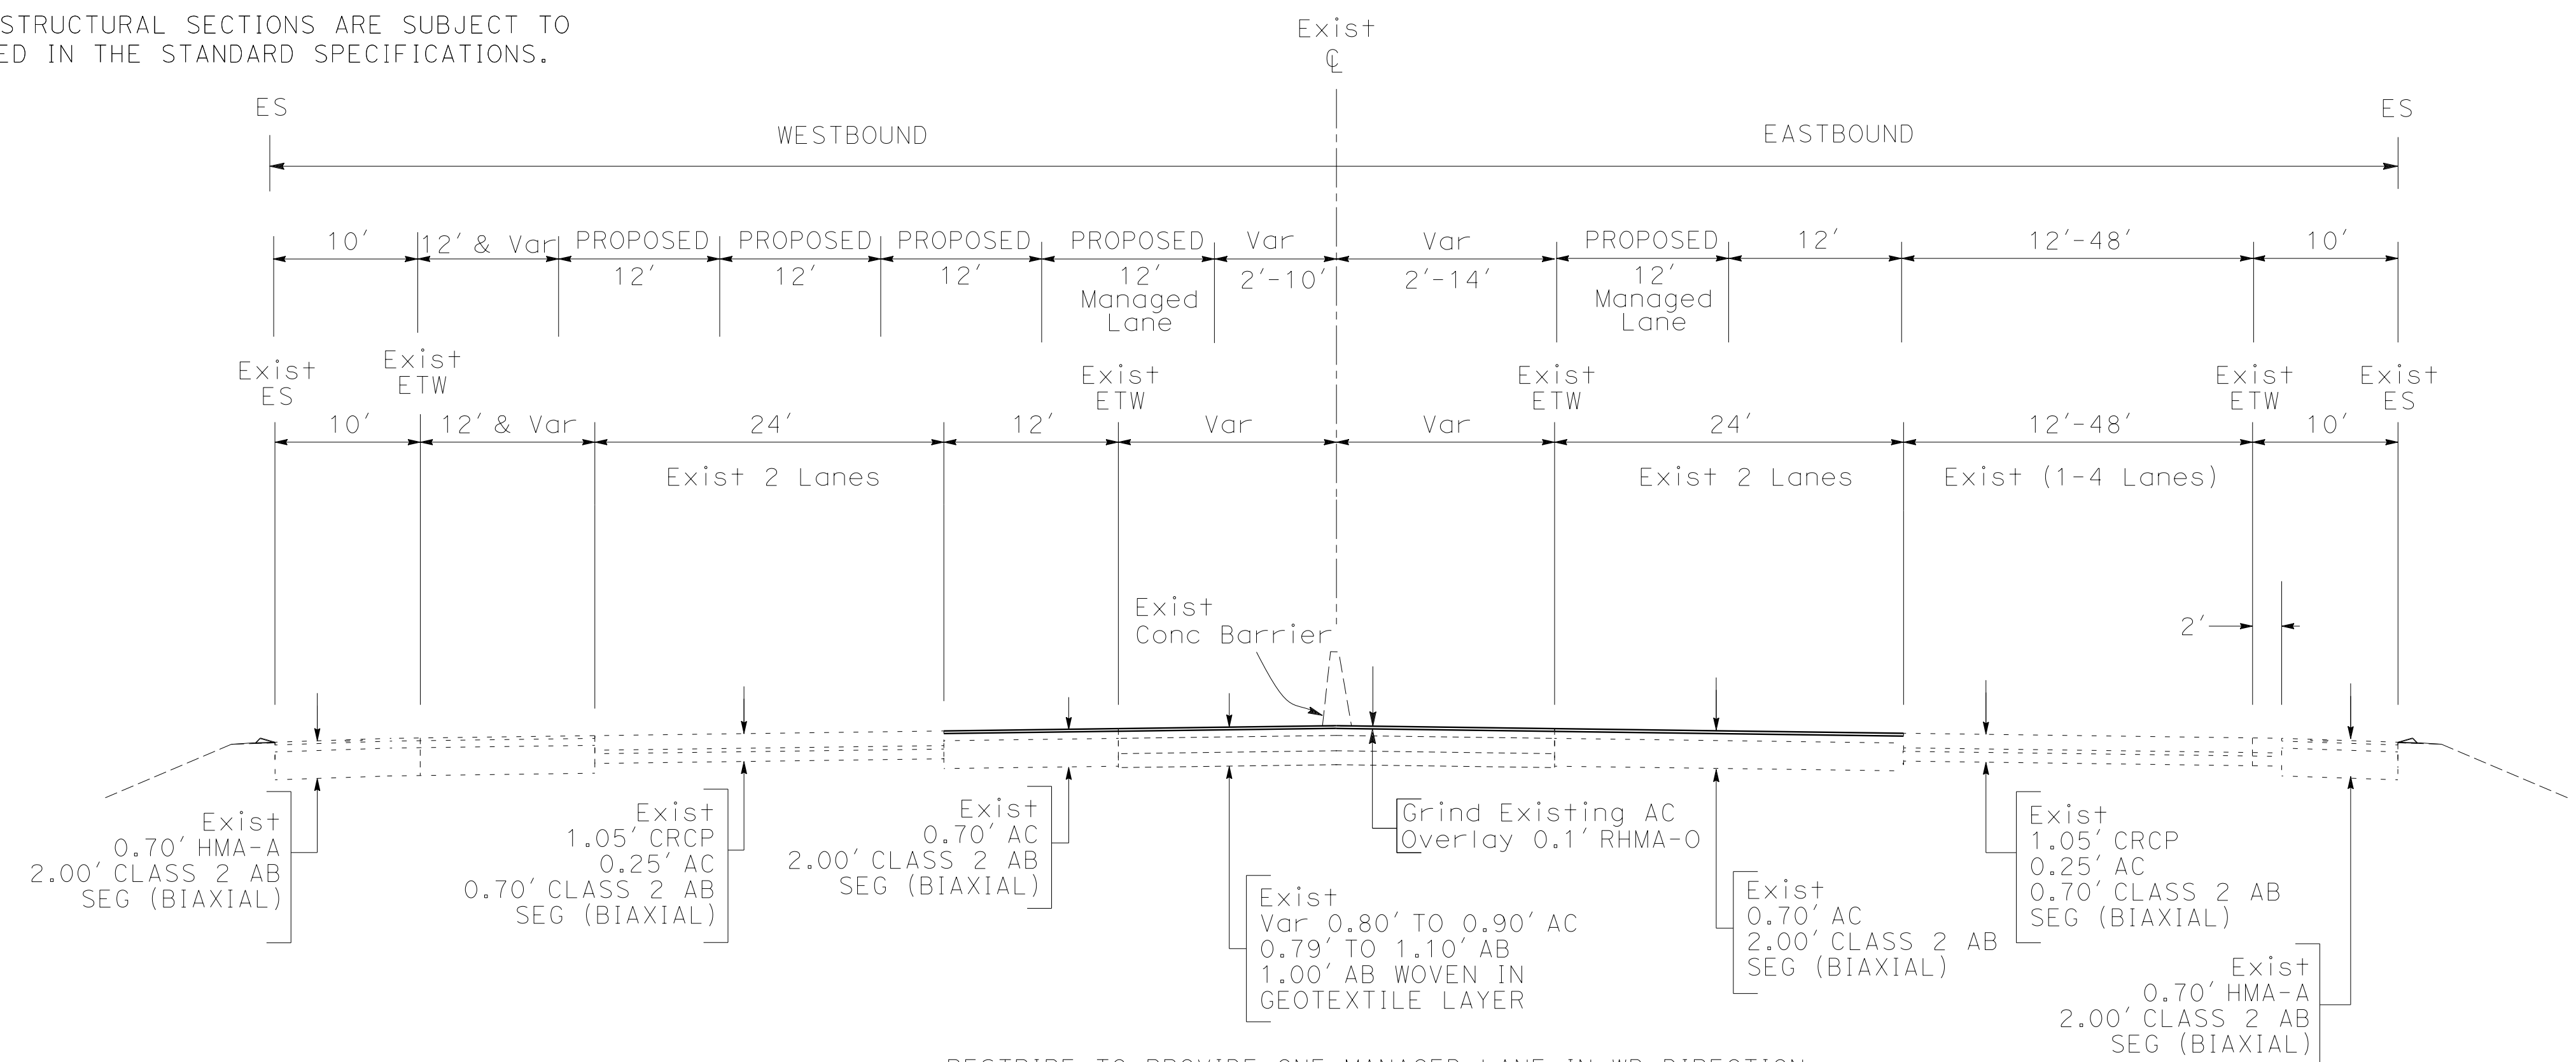 STRUCTURAL SECTIONS ARE SUBJECT TO
ED IN THE STANDARD SPECIFICATIONS.
Exist
℄
ES
ES
WESTBOUND
EASTBOUND
10'
12' & Var
PROPOSED
12'
PROPOSED
12'
PROPOSED
12'
PROPOSED
12'
Managed
Lane
Var
2'-10'
Var
2'-14'
PROPOSED
12'
Managed
Lane
12'
12'-48'
10'
Exist
ES
Exist
ETW
Exist
ETW
Exist
ETW
Exist
ETW
Exist
ES
10'
12' & Var
24'
12'
Var
Var
24'
12'-48'
10'
Exist 2 Lanes
Exist 2 Lanes
Exist (1-4 Lanes)
Exist
Conc Barrier
2'
Exist
0.70' HMA-A
2.00' CLASS 2 AB
SEG (BIAXIAL)
Exist
1.05' CRCP
0.25' AC
0.70' CLASS 2 AB
SEG (BIAXIAL)
Exist
0.70' AC
2.00' CLASS 2 AB
SEG (BIAXIAL)
Exist
Var 0.80' TO 0.90' AC
0.79' TO 1.10' AB
1.00' AB WOVEN IN
GEOTEXTILE LAYER
Grind Existing AC
Overlay 0.1' RHMA-O
Exist
0.70' AC
2.00' CLASS 2 AB
SEG (BIAXIAL)
Exist
1.05' CRCP
0.25' AC
0.70' CLASS 2 AB
SEG (BIAXIAL)
Exist
0.70' HMA-A
2.00' CLASS 2 AB
SEG (BIAXIAL)
RESTRIPE TO PROVIDE ONE MANAGED LANE IN WB DIRECTION